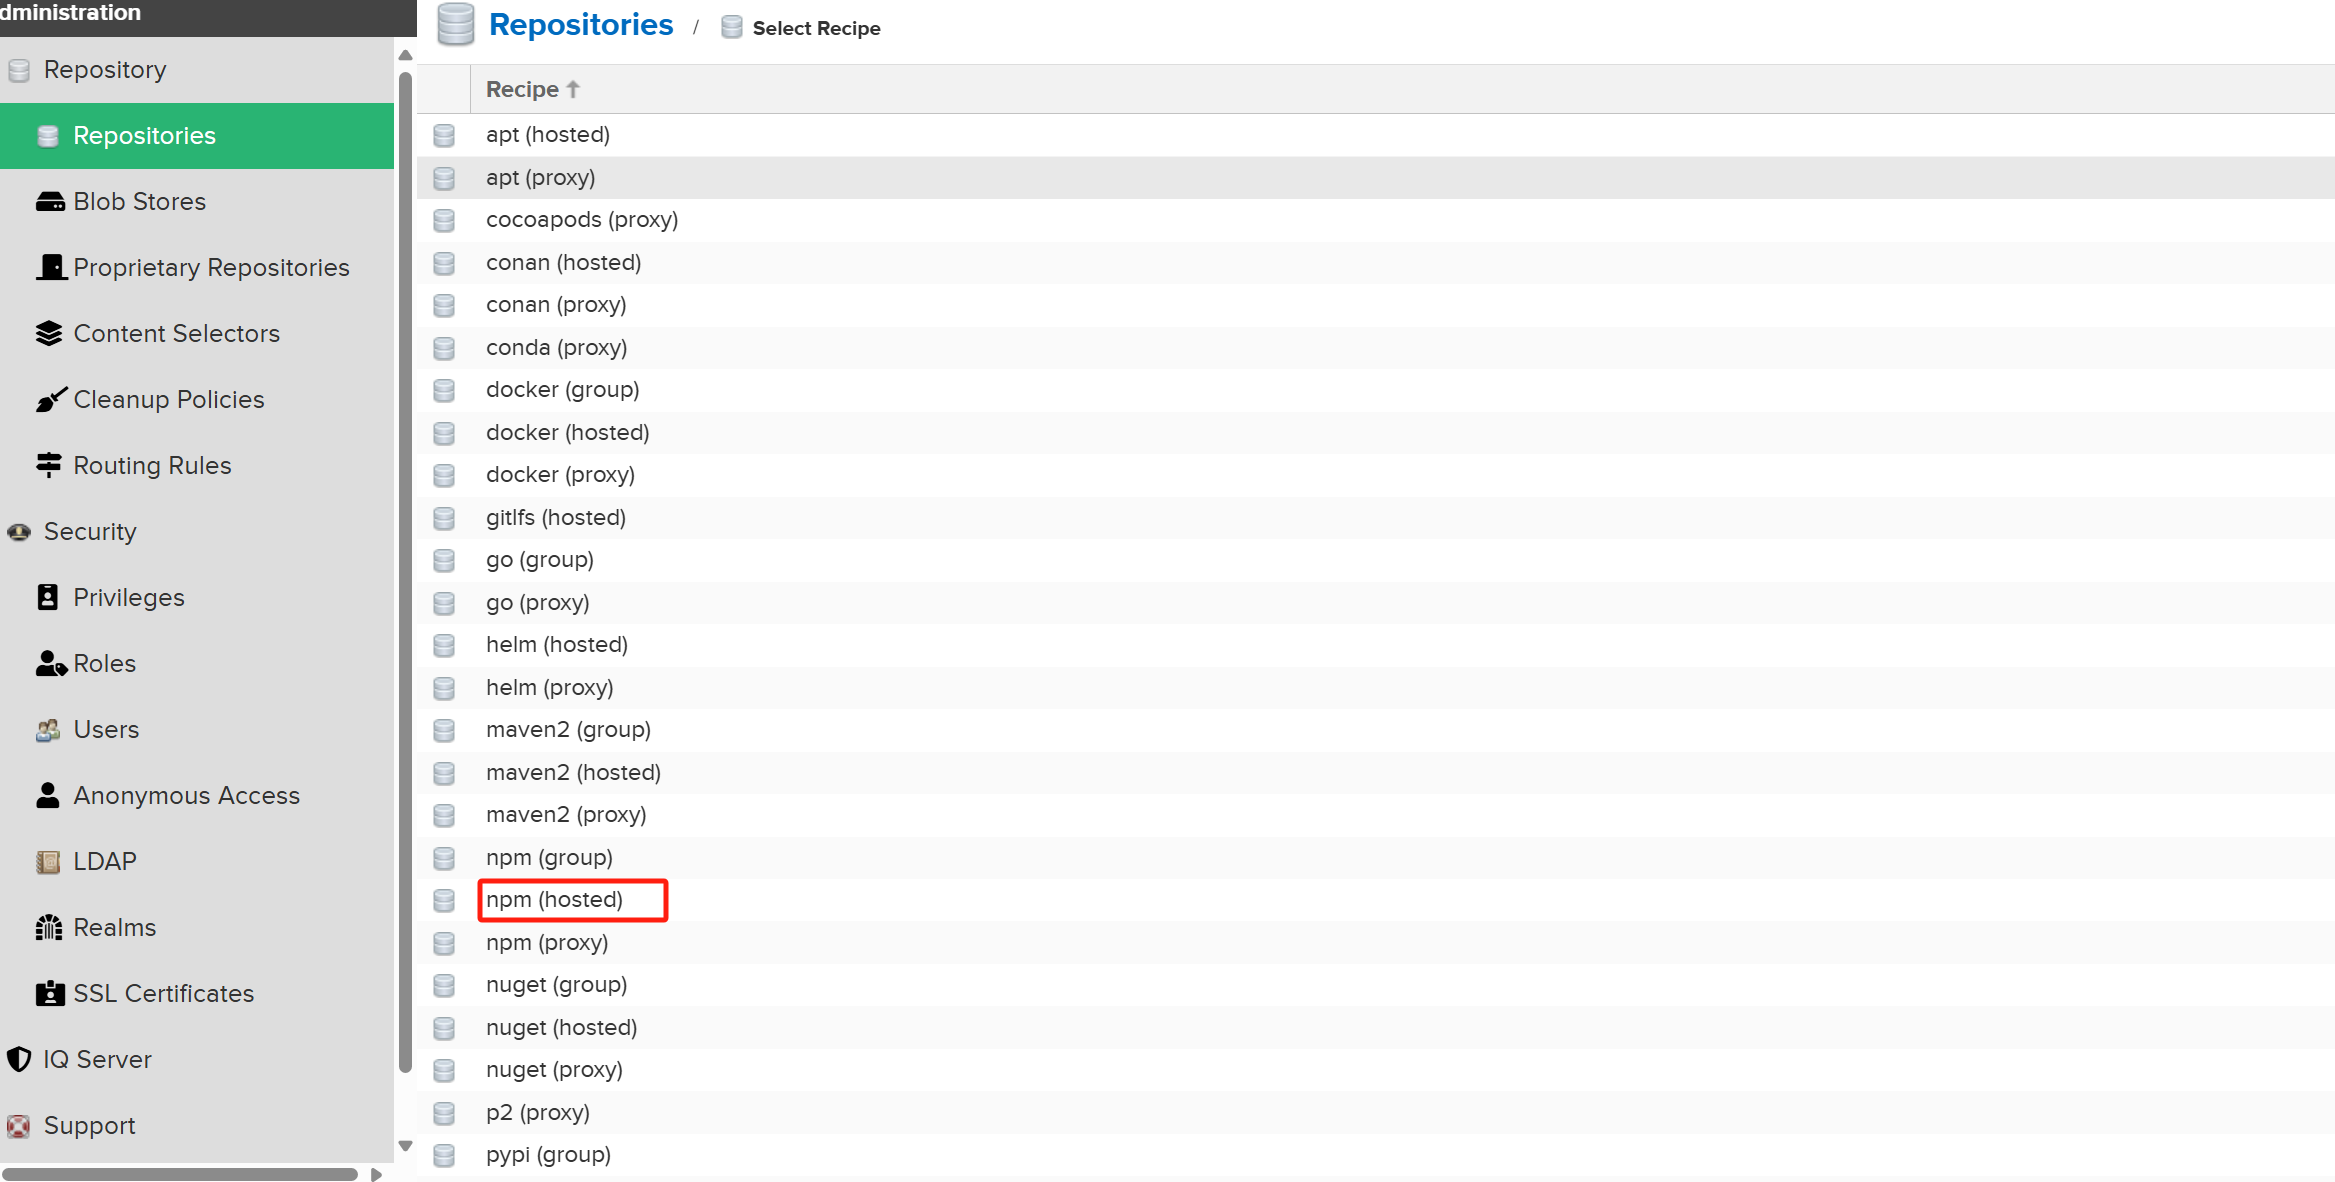 dministration
Repository
Repositories
Blob Stores
Proprietary Repositories
Content Selectors
Cleanup Policies
Routing Rules
Security
Privileges
Roles
Users
Anonymous Access
LDAP
Realms
SSL Certificates
IQ Server
Support
Repositories / Select Recipe
Recipe
apt (hosted)
apt (proxy)
cocoapods (proxy)
conan (hosted)
conan (proxy)
conda (proxy)
docker (group)
docker (hosted)
docker (proxy)
gitlfs (hosted)
go (group)
go (proxy)
helm (hosted)
helm (proxy)
maven2 (group)
maven2 (hosted)
maven2 (proxy)
npm (group)
npm (hosted)
npm (proxy)
nuget (group)
nuget (hosted)
nuget (proxy)
p2 (proxy)
pypi (group)